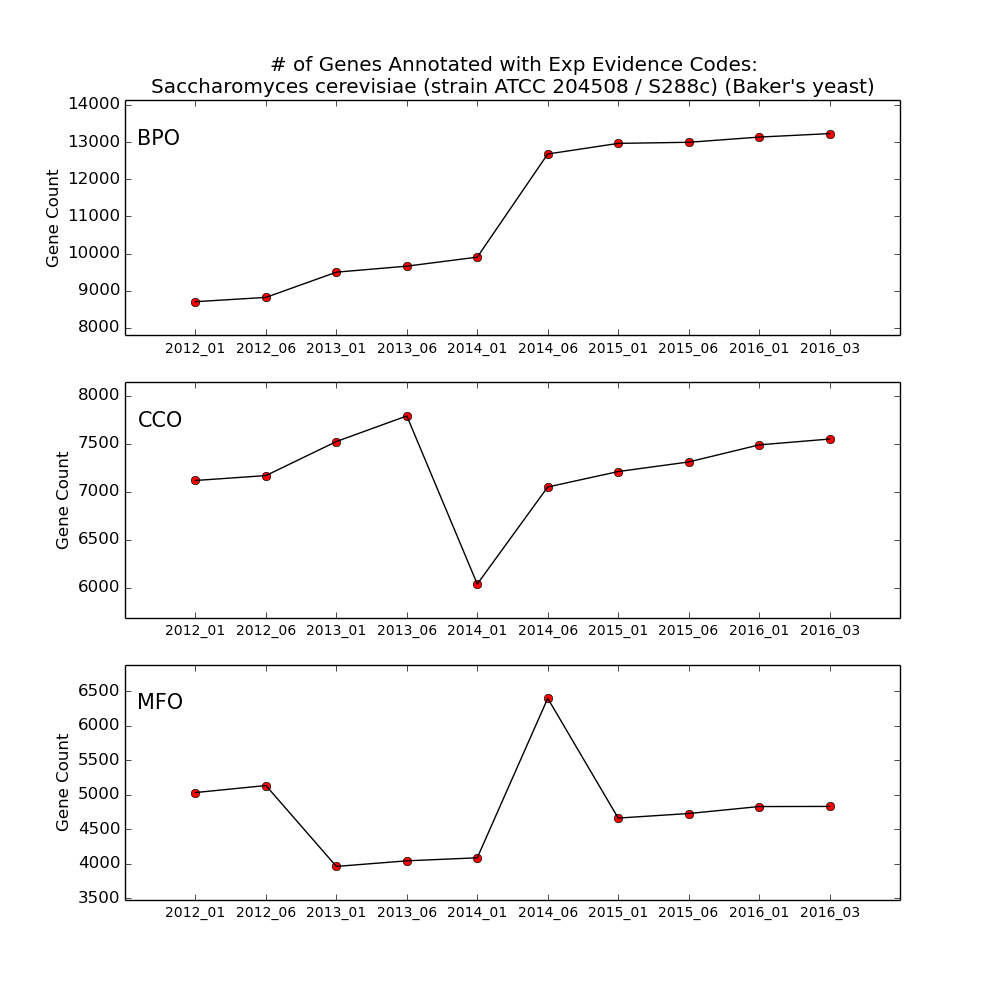 # of Genes Annotated with Exp Evidence Codes:
Saccharomyces cerevisiae (strain ATCC 204508 / S288c) (Baker's yeast)
BPO
Gene Count
14000
13000
12000
11000
10000
9000
8000
2012_01 2012_06 2013_01 2013_06 2014_01 2014_06 2015_01 2015_06 2016_01 2016_03
CCO
Gene Count
8000
7500
7000
6500
6000
2012_01 2012_06 2013_01 2013_06 2014_01 2014_06 2015_01 2015_06 2016_01 2016_03
MFO
Gene Count
6500
6000
5500
5000
4500
4000
3500
2012_01 2012_06 2013_01 2013_06 2014_01 2014_06 2015_01 2015_06 2016_01 2016_03